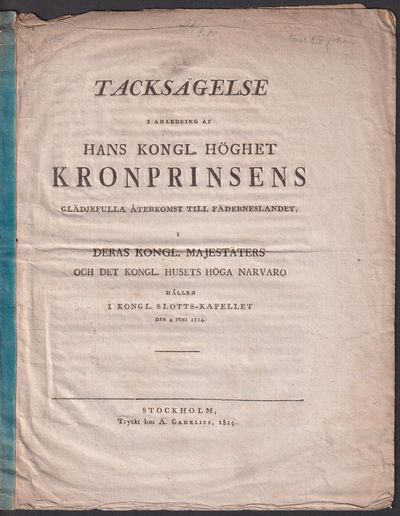 TACKSÄGELSE
I ANLEDNING AF
HANS KONGL. HÖGHET
KRONPRINSENS
GLÄDJEFULLA ÅTERKOMST TILL FÄDERNESLANDET,
I
DERAS KONGL. MAJESTÄTERS
OCH DET KONGL. HUSETS HÖGA NÄRVARO
HÅLLEN
I KONGL. SLOTTS-KAPELLET
DEN 4 JUNI 1814.
STOCKHOLM,
Tryckt hos A. GADELIUS, 1814.